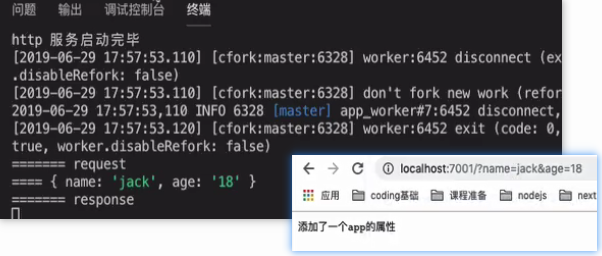 问题 输出 调试控制台 终端
http 服务启动完毕
[2019-06-29 17:57:53.110] [cfork:master:6328] worker:6452 disconnect (ex
.disableRefork: false)
[2019-06-29 17:57:53.110] [cfork:master:6328] don't fork new work (refor
2019-06-29 17:57:53,110 INFO 6328 [master] app_worker#7:6452 disconnect,
[2019-06-29 17:57:53.120] [cfork:master:6328] worker:6452 exit (code: 0,
true, worker.disableRefork: false)
======= request
==== { name: 'jack', age: '18' }
======= response
localhost:7001/?name=jack&age=18
应用 coding基础 课程准备 nodejs next
添加了一个app的属性